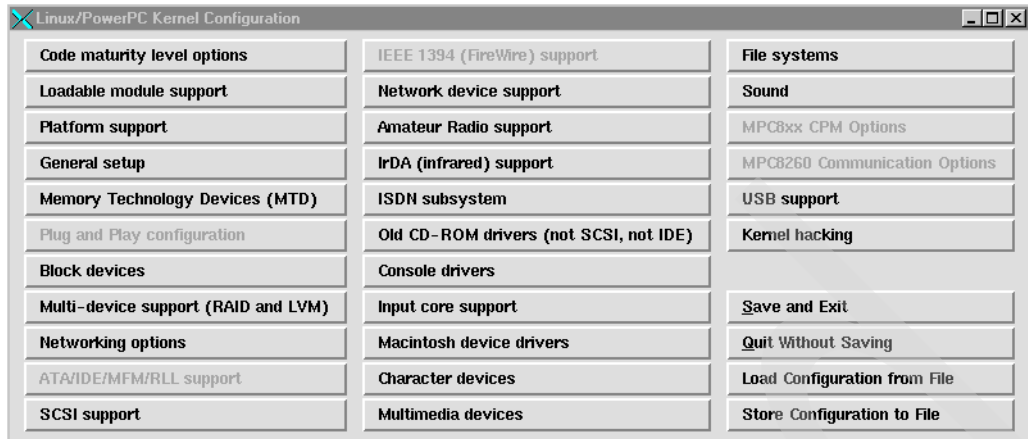 Linux/PowerPC Kernel Configuration
Code maturity level options
Loadable module support
Platform support
General setup
Memory Technology Devices (MTD)
Plug and Play configuration
Block devices
Multi-device support (RAID and LVM)
Networking options
ATA/IDE/MFM/RLL support
SCSI support
IEEE 1394 (FireWire) support
Network device support
Amateur Radio support
IrDA (infrared) support
ISDN subsystem
Old CD-ROM drivers (not SCSI, not IDE)
Console drivers
Input core support
Macintosh device drivers
Character devices
Multimedia devices
File systems
Sound
MPC8xx CPM Options
MPC8260 Communication Options
USB support
Kernel hacking
Save and Exit
Quit Without Saving
Load Configuration from File
Store Configuration to File